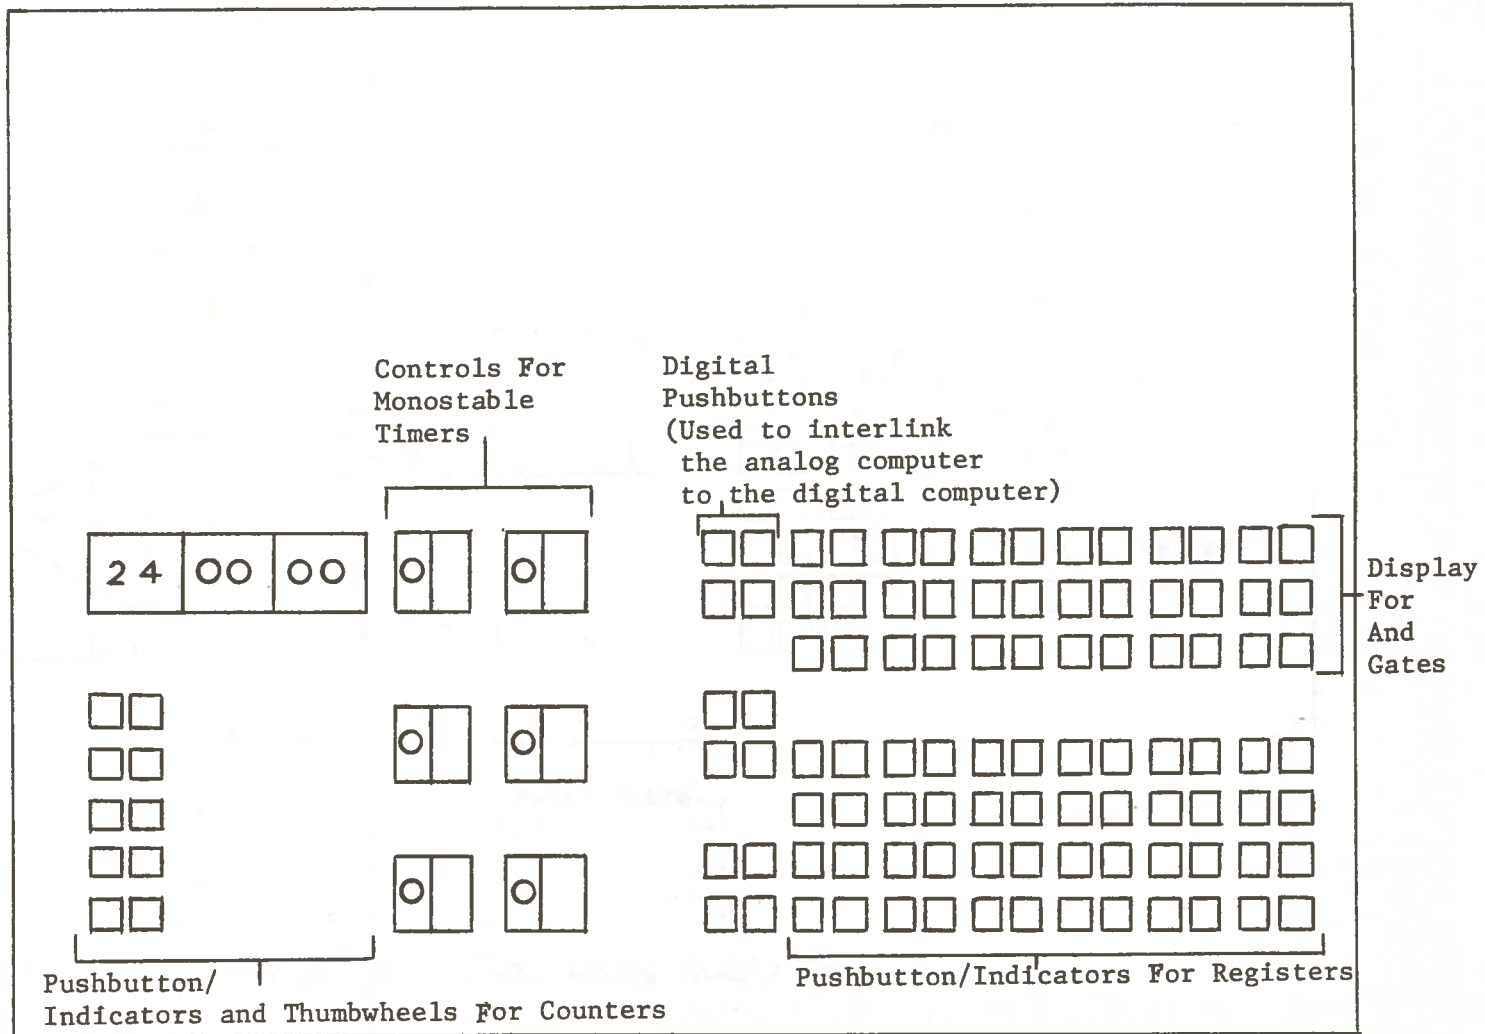 Controls For
Monostable
Timers
Digital
Pushbuttons
(Used to interlink
the analog computer
to the digital computer)
24 00 00
Display
For
And
Gates
Pushbutton/
Indicators and Thumbwheels For Counters
Pushbutton/Indicators For Registers